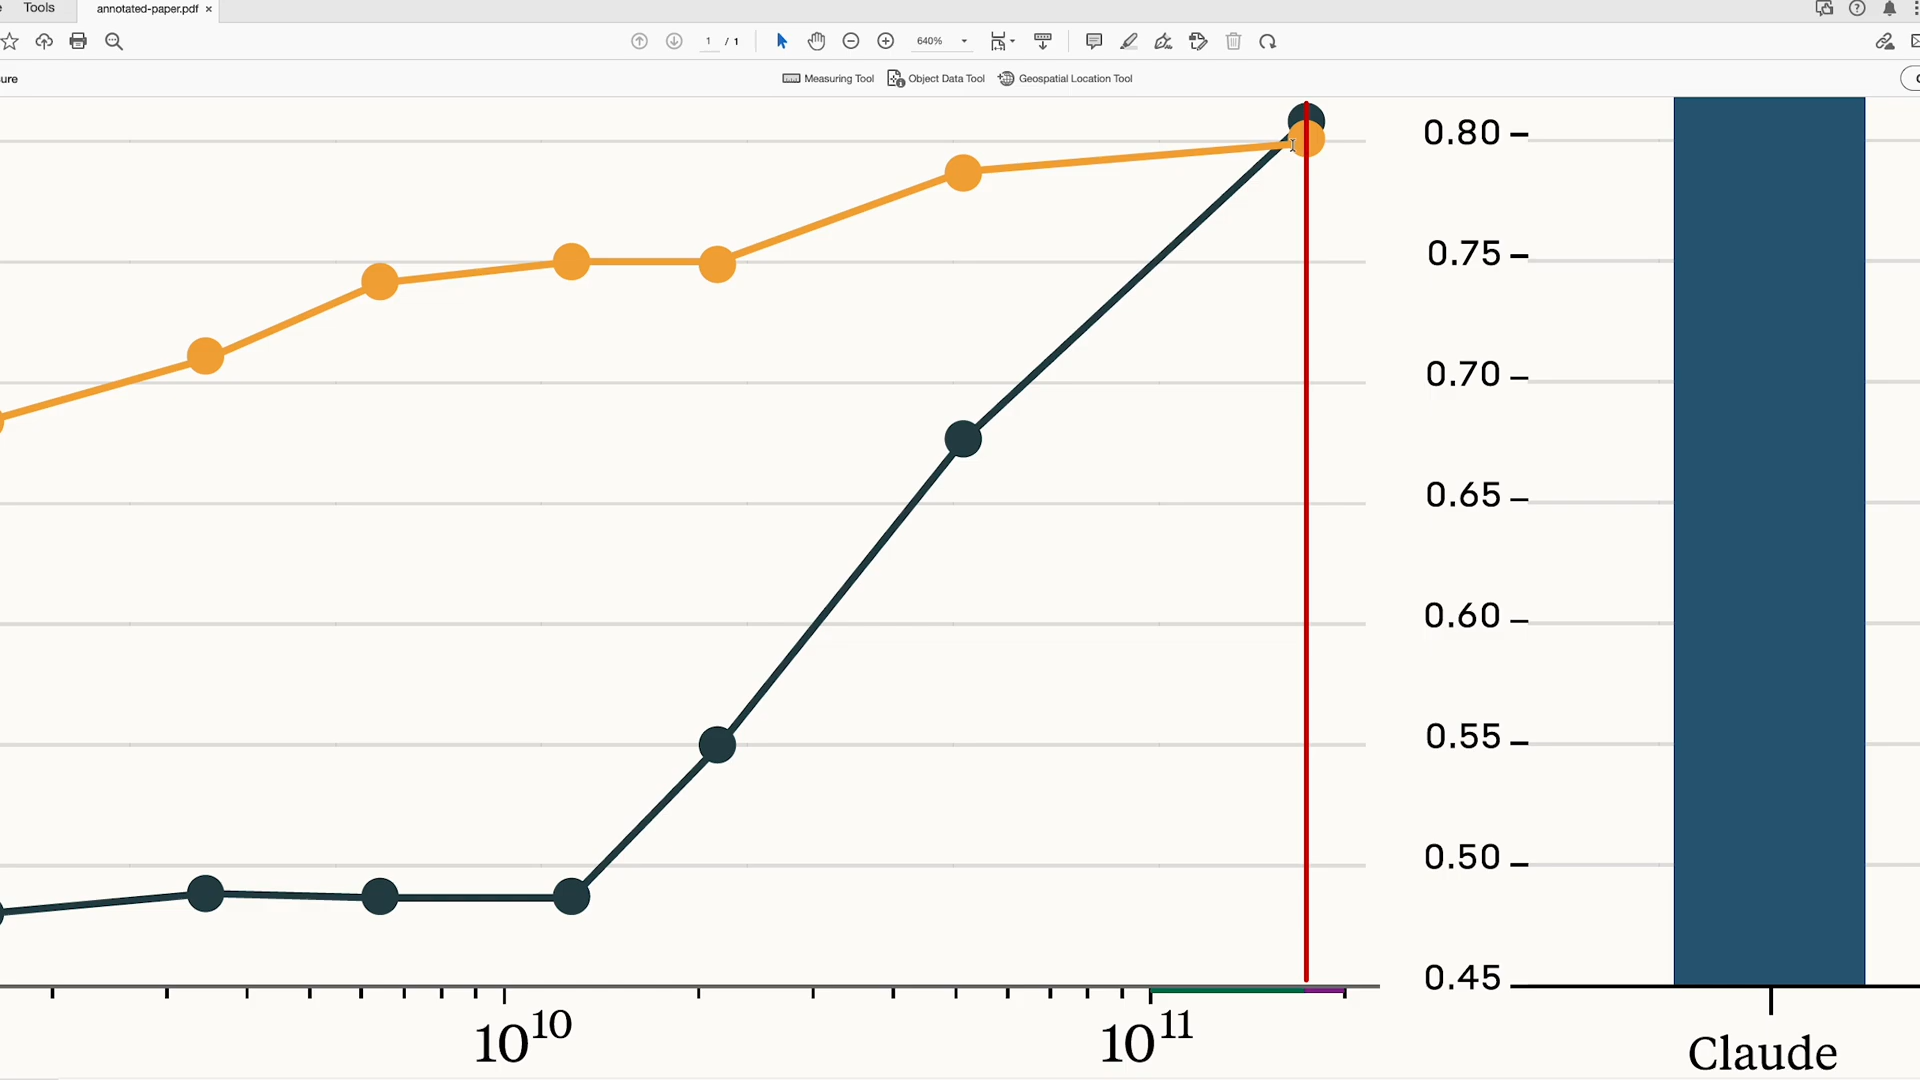 Tools
annotated-paper.pdf ×
1 / 1
640%
ure
Measuring Tool
Object Data Tool
Geospatial Location Tool
0.80
0.75
0.70
0.65
0.60
0.55
0.50
0.45
10¹⁰
10¹¹
Claude